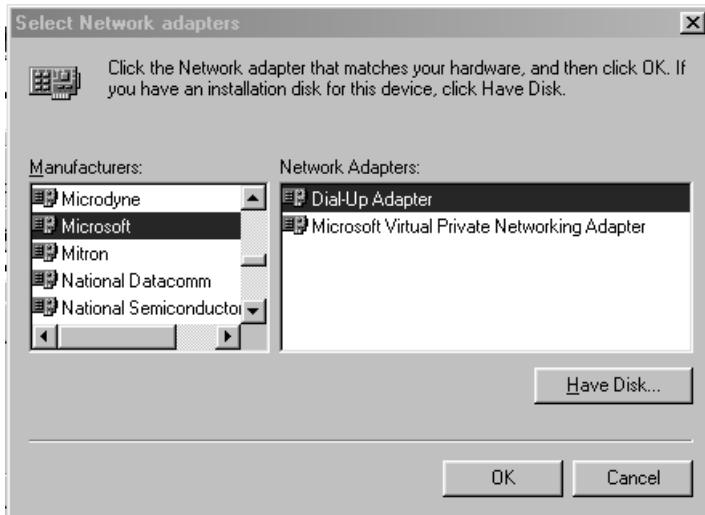 Select Network adapters
Click the Network adapter that matches your hardware, and then click OK. If
you have an installation disk for this device, click Have Disk.
Manufacturers:
Microdyne
Microsoft
Mitron
National Datacomm
National Semiconductor
Network Adapters:
Dial-Up Adapter
Microsoft Virtual Private Networking Adapter
Have Disk...
OK
Cancel